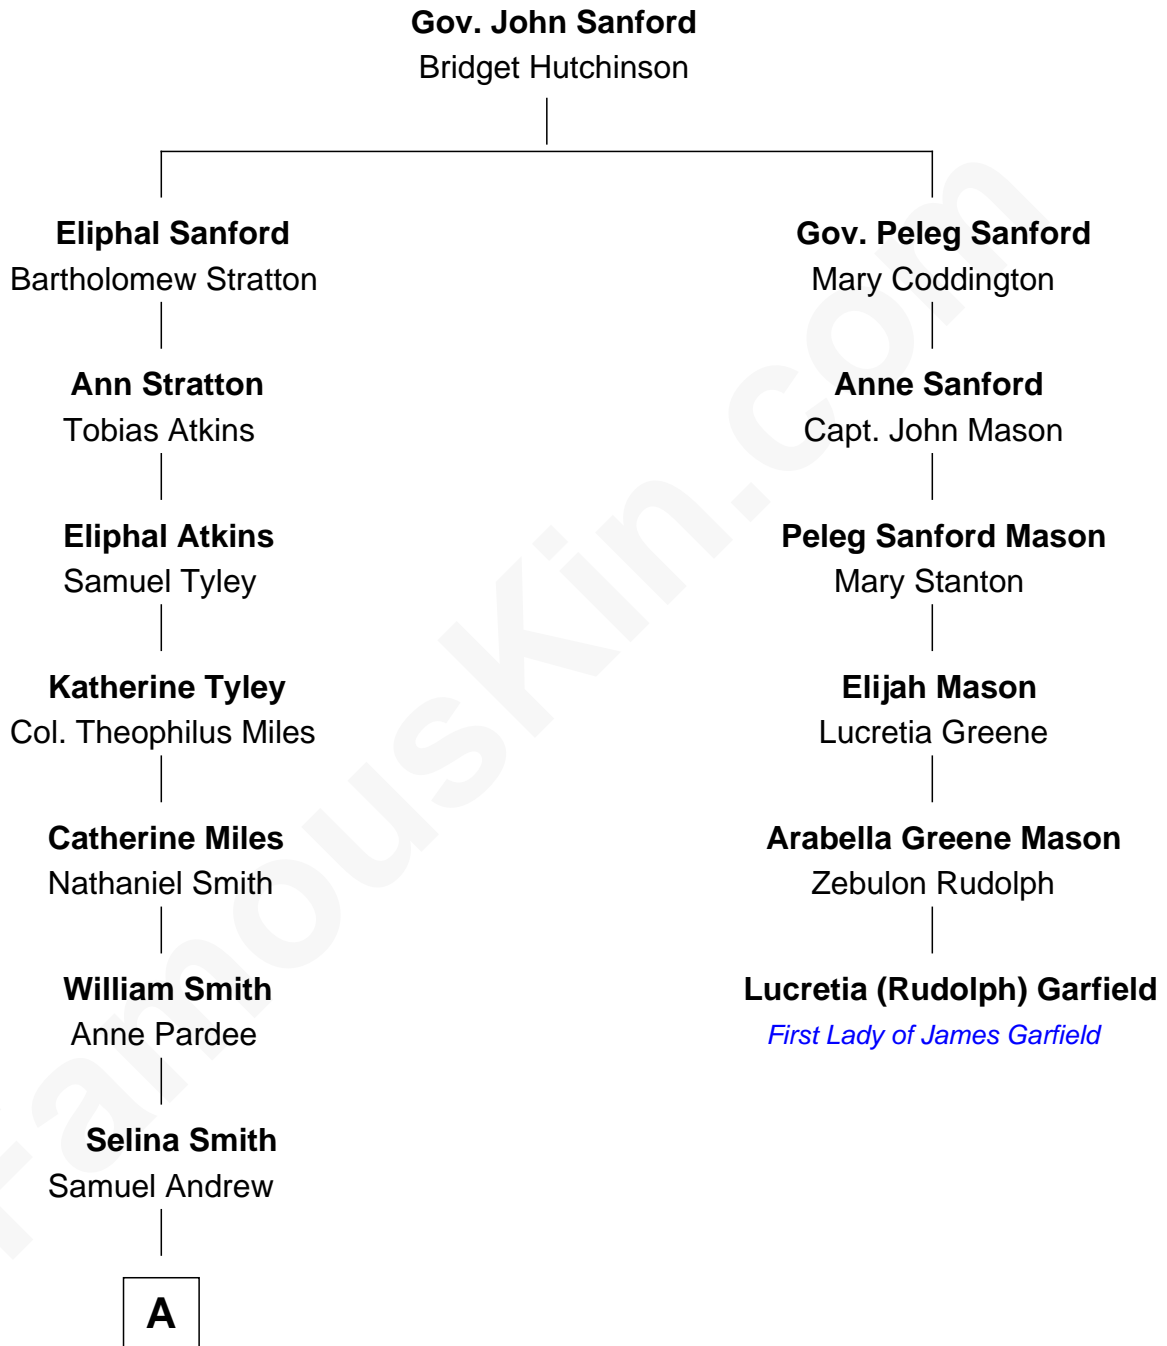 Gov. John Sanford
Bridget Hutchinson
Eliphal Sanford
Bartholomew Stratton
Gov. Peleg Sanford
Mary Coddington
Ann Stratton
Tobias Atkins
Anne Sanford
Capt. John Mason
Eliphal Atkins
Samuel Tyley
Peleg Sanford Mason
Mary Stanton
Katherine Tyley
Col. Theophilus Miles
Elijah Mason
Lucretia Greene
Catherine Miles
Nathaniel Smith
Arabella Greene Mason
Zebulon Rudolph
William Smith
Anne Pardee
Lucretia (Rudolph) Garfield
First Lady of James Garfield
Selina Smith
Samuel Andrew
A
FamousKin.com